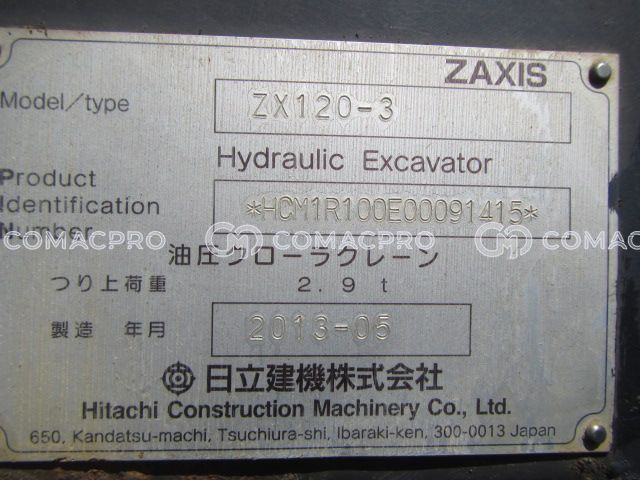 ZAXIS
Model/type ZX120-3
Hydraulic Excavator
Product
Identification *HCM1R100E00091415*
Number
COMACPRO COMACPRO COMACPRO
油圧クローラクレーン
つり上荷重 2.9 t
製造 年月 2013-05
日立建機株式会社
Hitachi Construction Machinery Co., Ltd.
650, Kandatsu-machi, Tsuchiura-shi, Ibaraki-ken, 300-0013 Japan